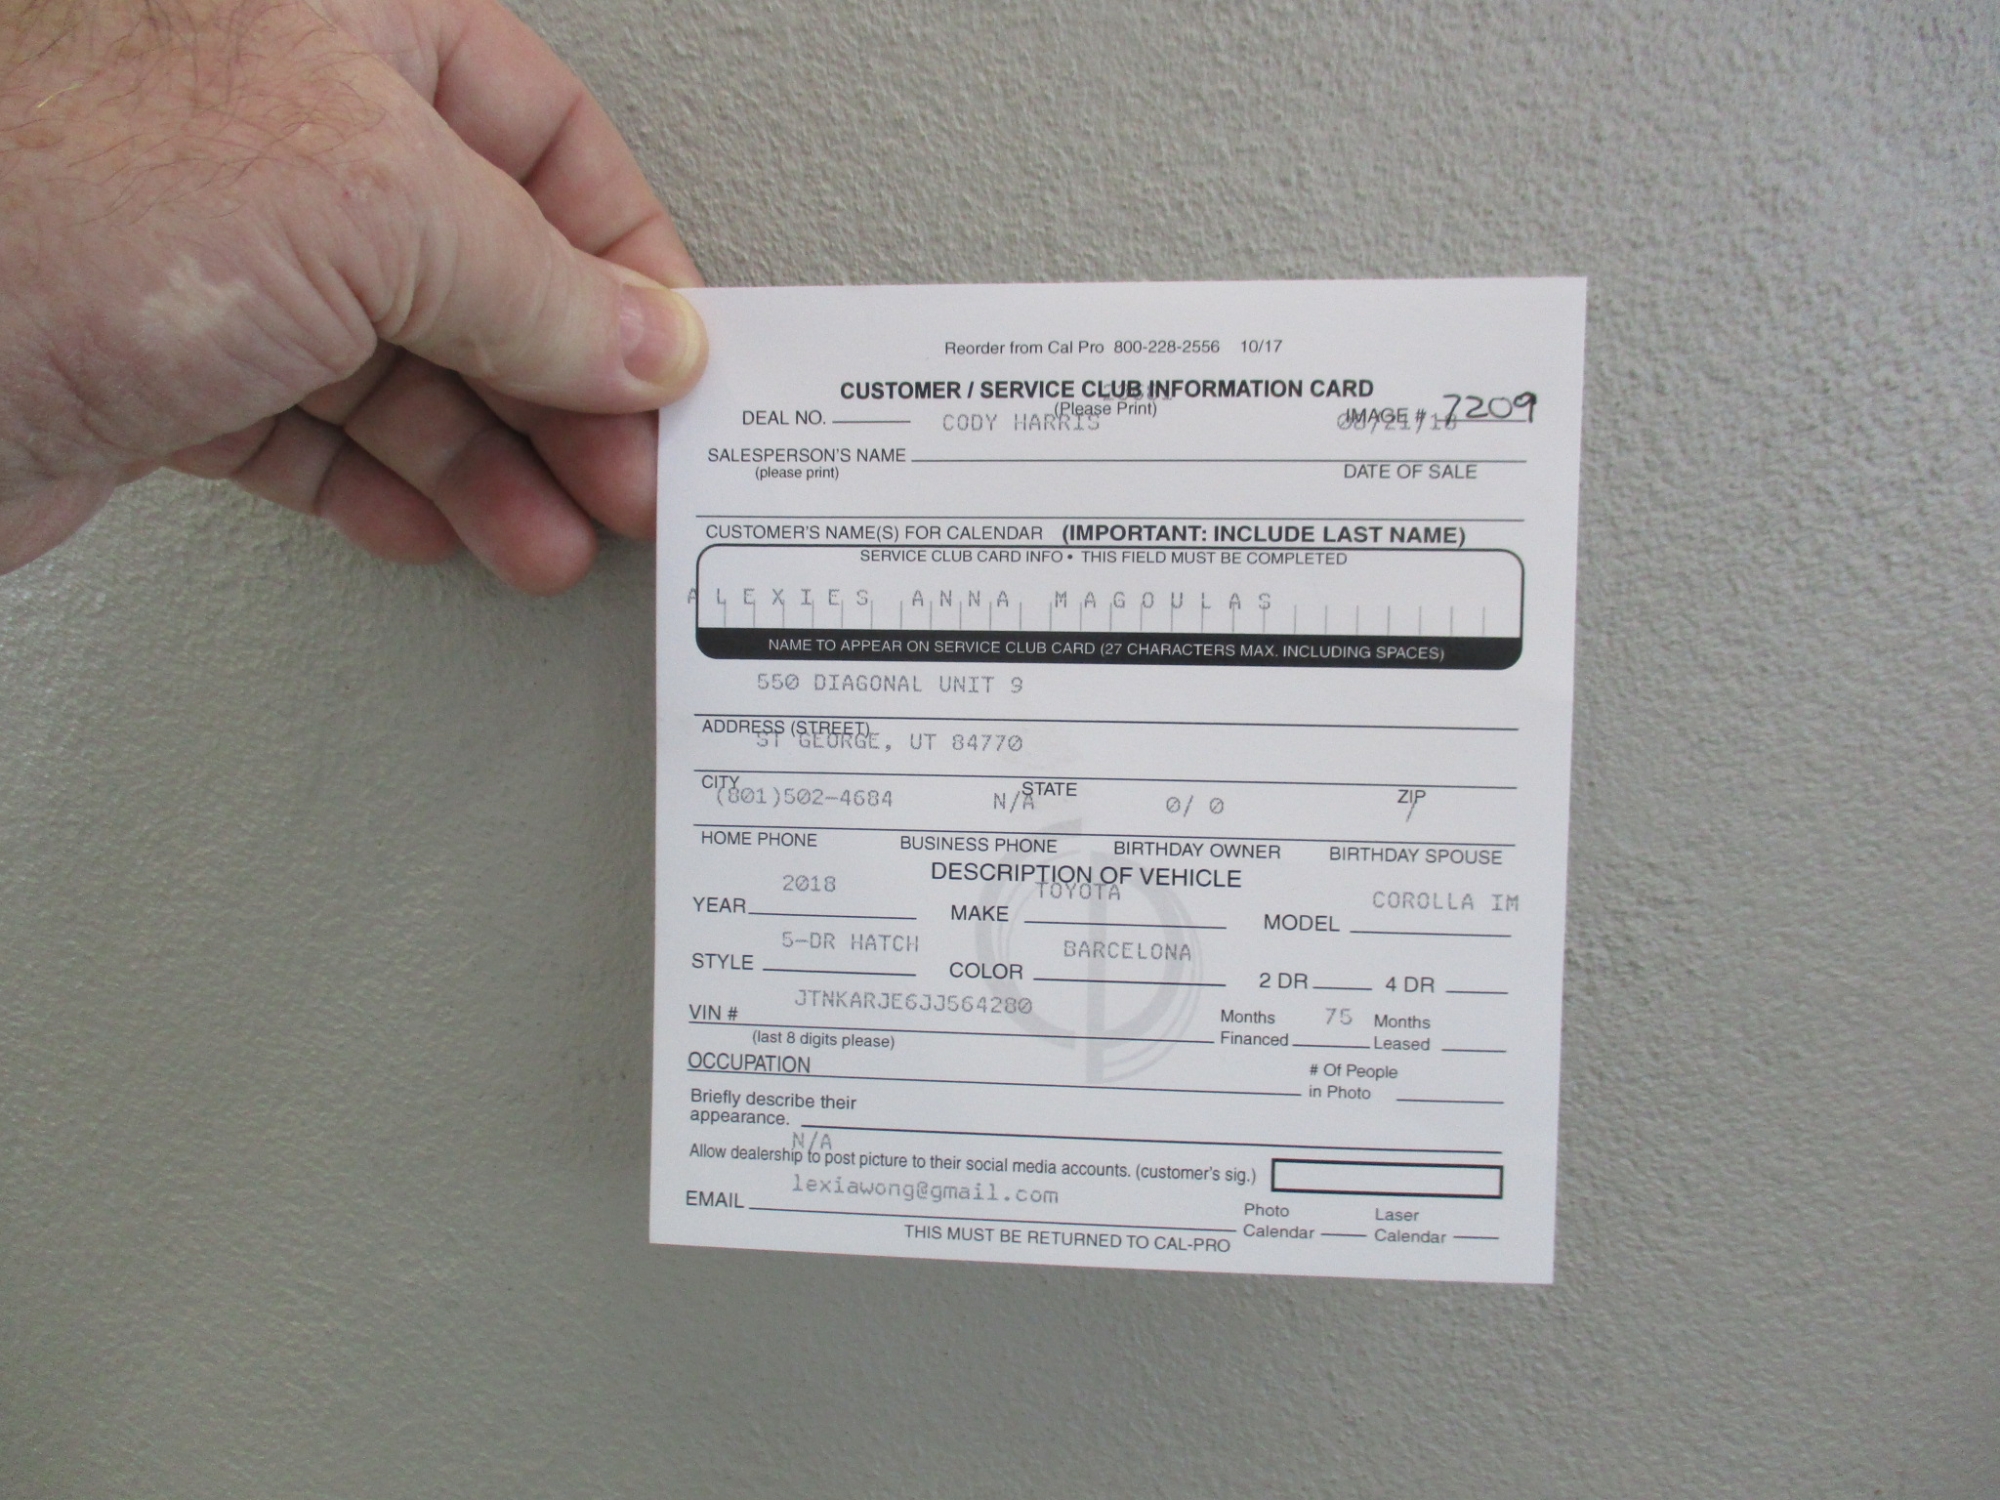 Reorder from Cal Pro 800-228-2556 10/17
CUSTOMER / SERVICE CLUB INFORMATION CARD
(Please Print)
DEAL NO. CODY HARRIS IMAGE # 7209
SALESPERSON'S NAME
(please print) DATE OF SALE
CUSTOMER'S NAME(S) FOR CALENDAR (IMPORTANT: INCLUDE LAST NAME)
SERVICE CLUB CARD INFO • THIS FIELD MUST BE COMPLETED
ALEXIES ANNA MAGOULAS
NAME TO APPEAR ON SERVICE CLUB CARD (27 CHARACTERS MAX. INCLUDING SPACES)
550 DIAGONAL UNIT 9
ADDRESS (STREET)
ST GEORGE, UT 84770
CITY STATE ZIP
(801)502-4684 N/A 0/ 0 /
HOME PHONE BUSINESS PHONE BIRTHDAY OWNER BIRTHDAY SPOUSE
DESCRIPTION OF VEHICLE
2018 TOYOTA COROLLA IM
YEAR MAKE MODEL
5-DR HATCH BARCELONA
STYLE COLOR 2 DR 4 DR
VIN # JTNKARJE6JJ564280 Months Financed 75 Months Leased
(last 8 digits please)
OCCUPATION # Of People in Photo
Briefly describe their
appearance.
N/A
Allow dealership to post picture to their social media accounts. (customer's sig.)
lexiawong@gmail.com
EMAIL Photo Calendar Laser Calendar
THIS MUST BE RETURNED TO CAL-PRO